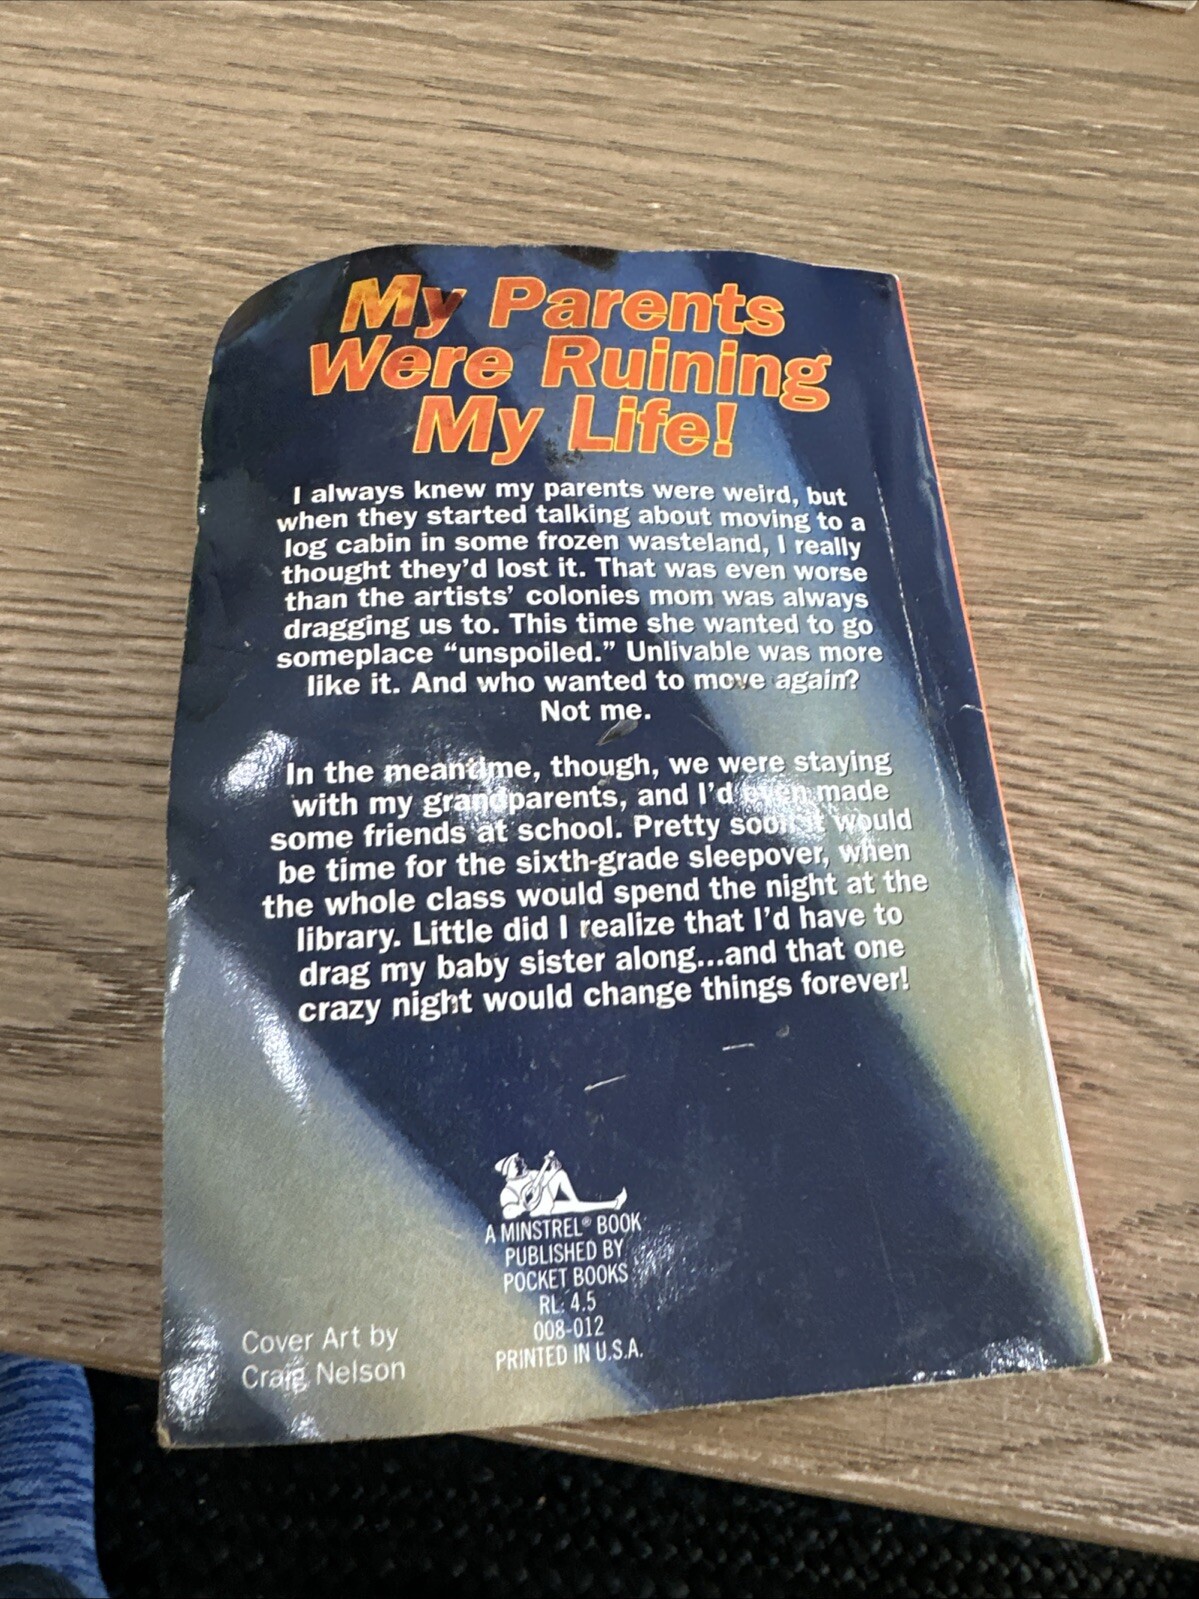 My Parents
Were Ruining
My Life!
I always knew my parents were weird, but
when they started talking about moving to a
log cabin in some frozen wasteland, I really
thought they'd lost it. That was even worse
than the artists' colonies mom was always
dragging us to. This time she wanted to go
someplace “unspoiled.” Unlivable was more
like it. And who wanted to move again?
Not me.
In the meantime, though, we were staying
with my grandparents, and I'd even made
some friends at school. Pretty soon it would
be time for the sixth-grade sleepover, when
the whole class would spend the night at the
library. Little did I realize that I'd have to
drag my baby sister along...and that one
crazy night would change things forever!
A MINSTREL® BOOK
PUBLISHED BY
POCKET BOOKS
RL: 4.5
008-012
PRINTED IN U.S.A.
Cover Art by
Craig Nelson